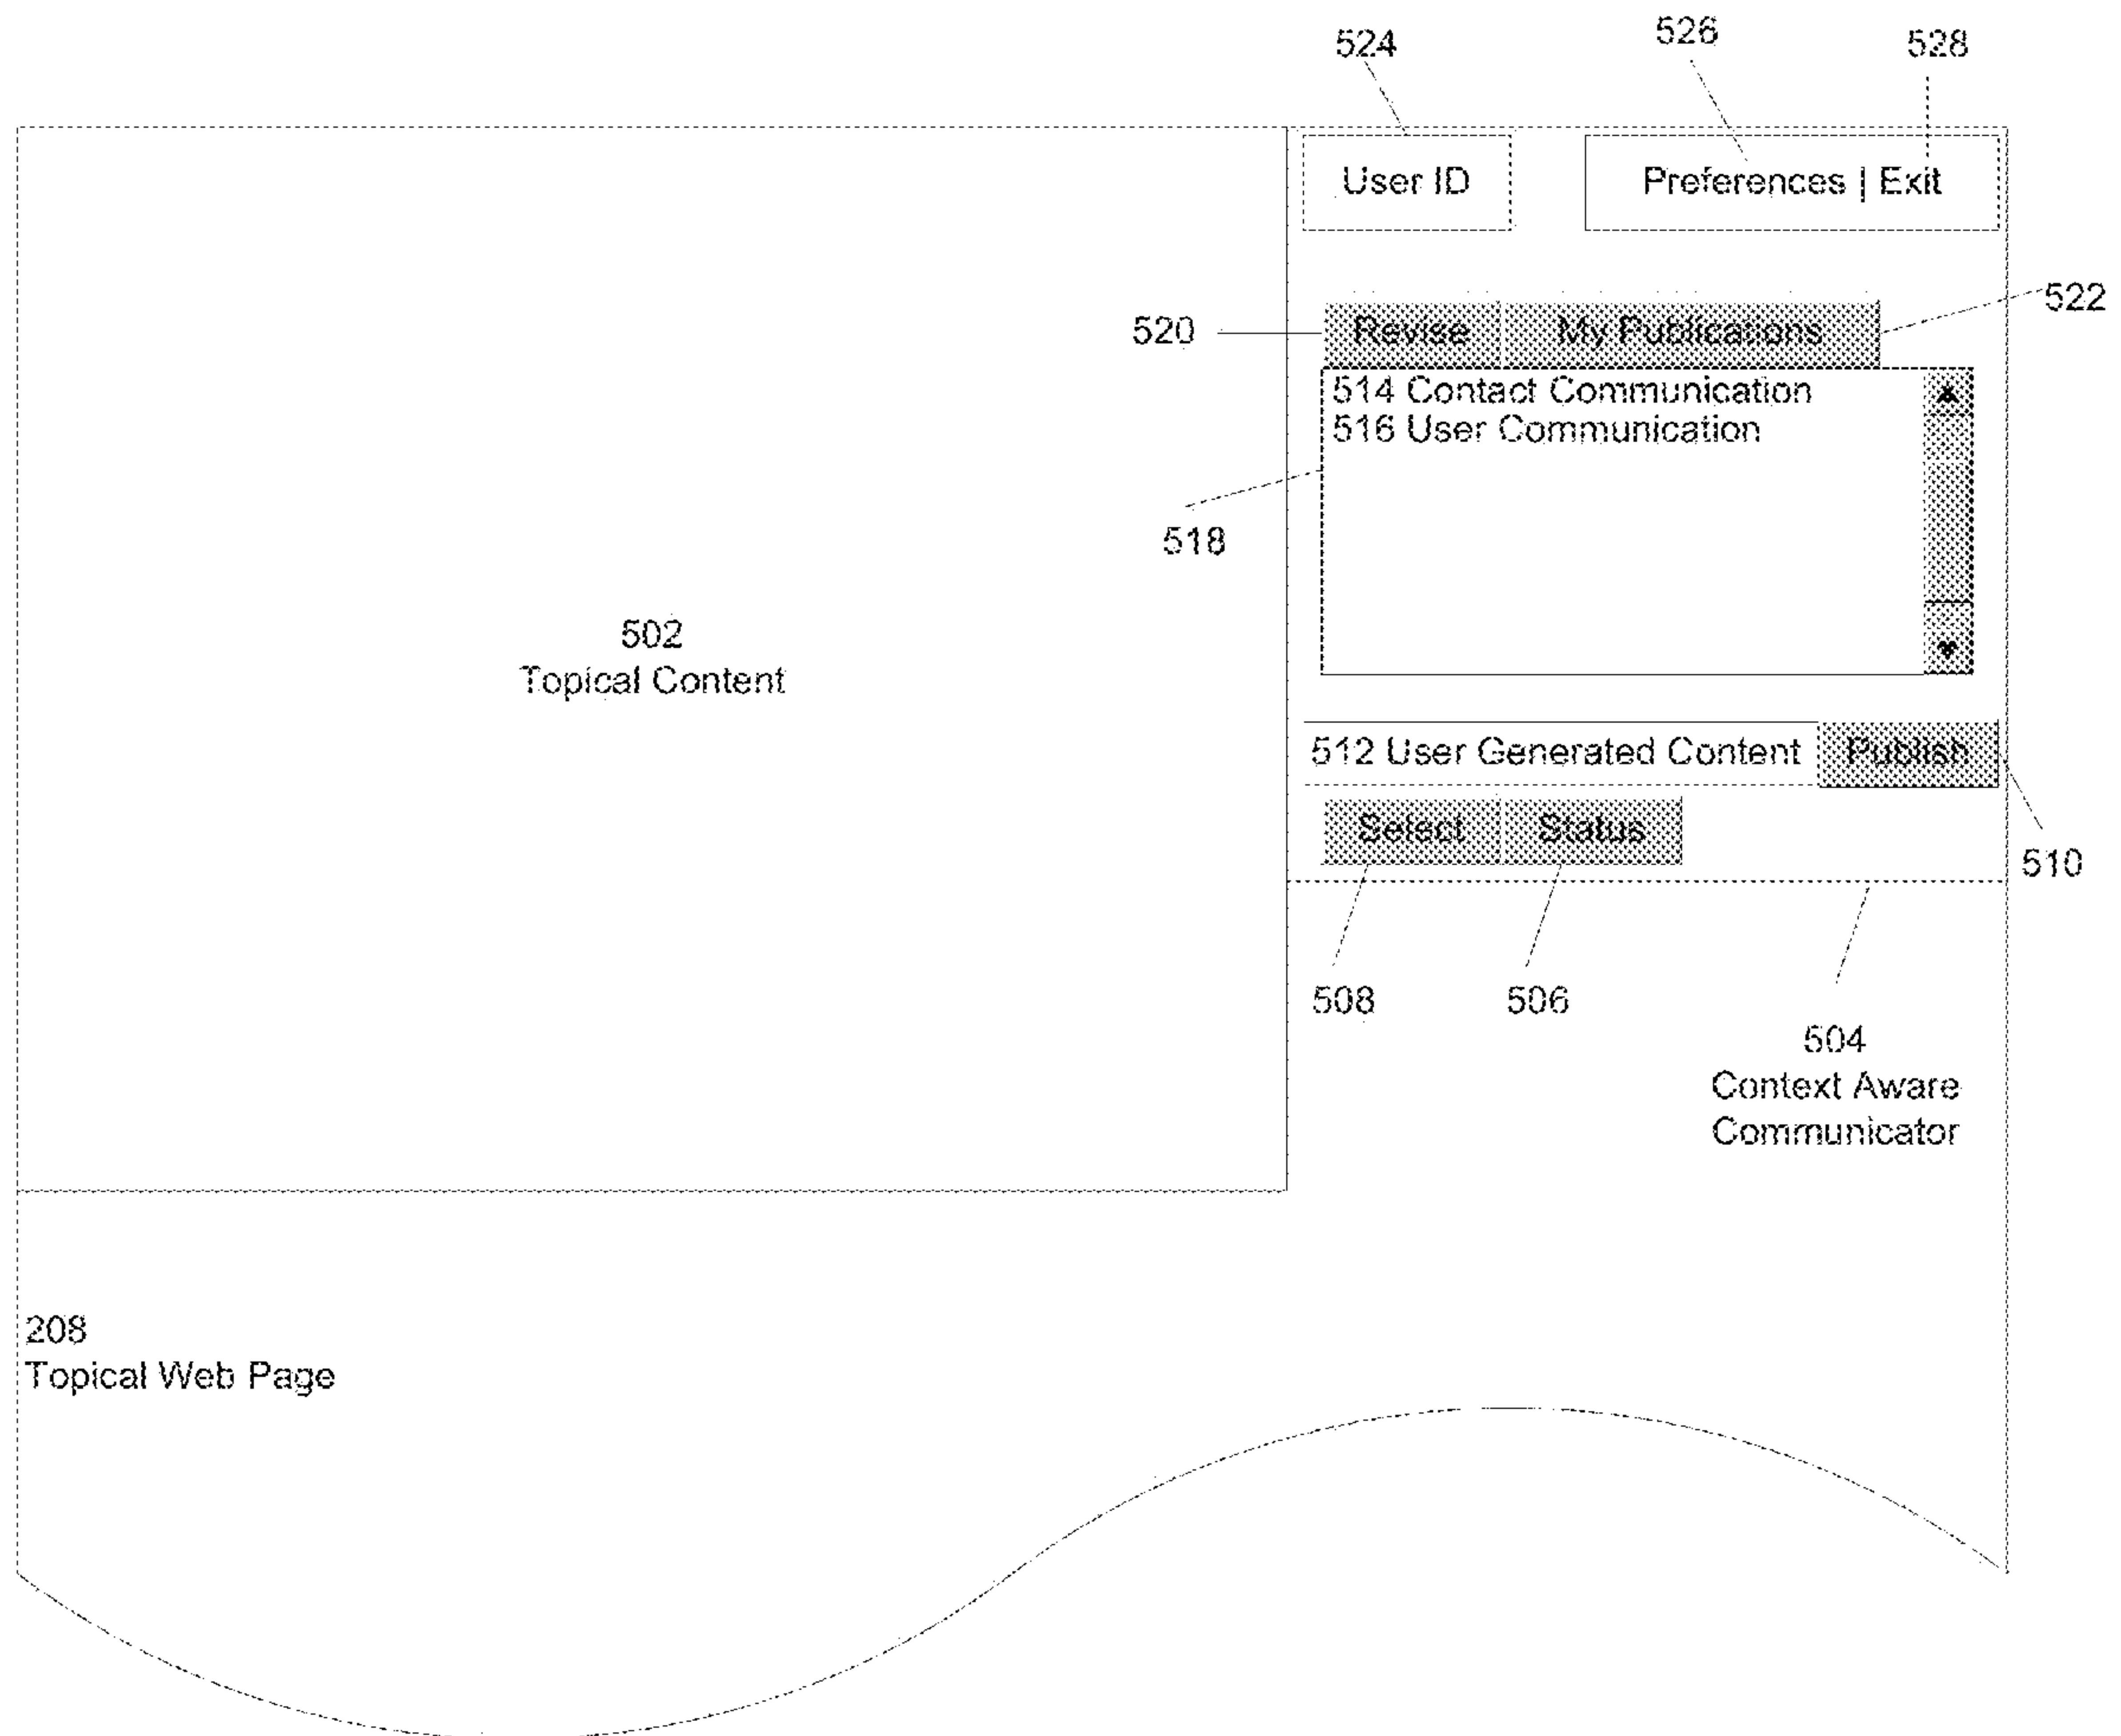 524
526
528
User ID
Preferences | Exit
522
520
Revise
My Publications
514 Contact Communication
516 User Communication
518
502
Topical Content
512 User Generated Content
Publish
Select
Status
510
508
506
504
Context Aware
Communicator
208
Topical Web Page